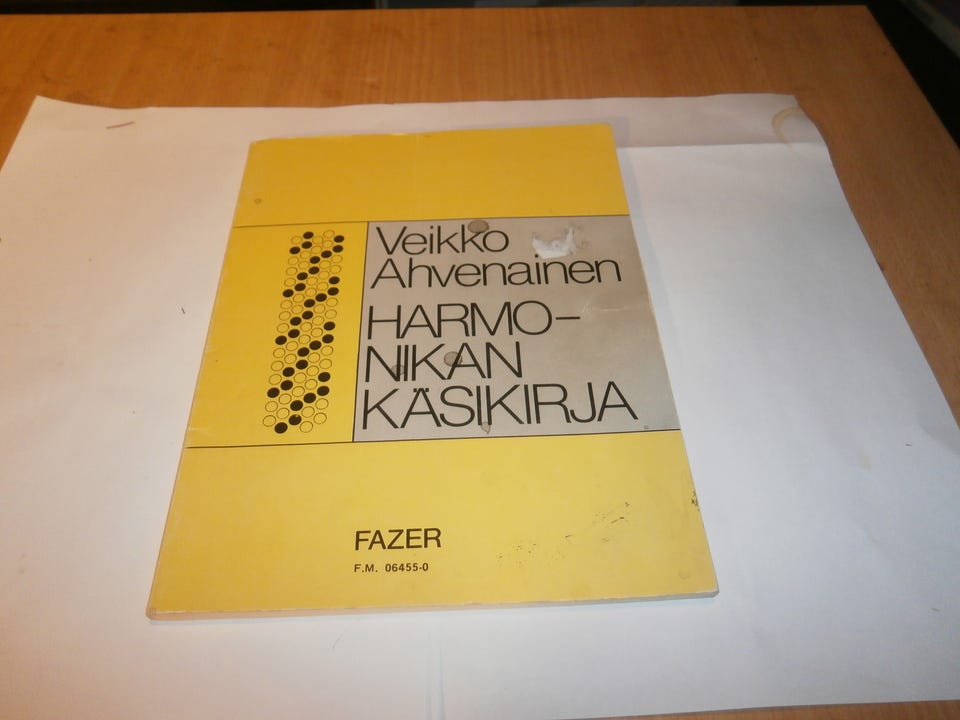 Veikko
Ahvenainen
HARMO–
NIKAN
KÄSIKIRJA
FAZER
F.M. 06455-0